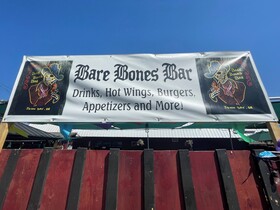 Bare Bones Bar
Drinks, Hot Wings, Burgers,
Appetizers and More!